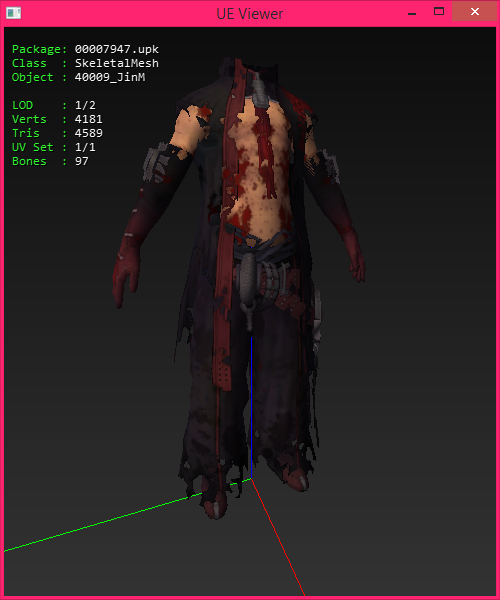 UE Viewer
Package: 00007947.upk
Class : SkeletalMesh
Object : 40009_JinM
LOD : 1/2
Verts : 4181
Tris : 4589
UV Set : 1/1
Bones : 97